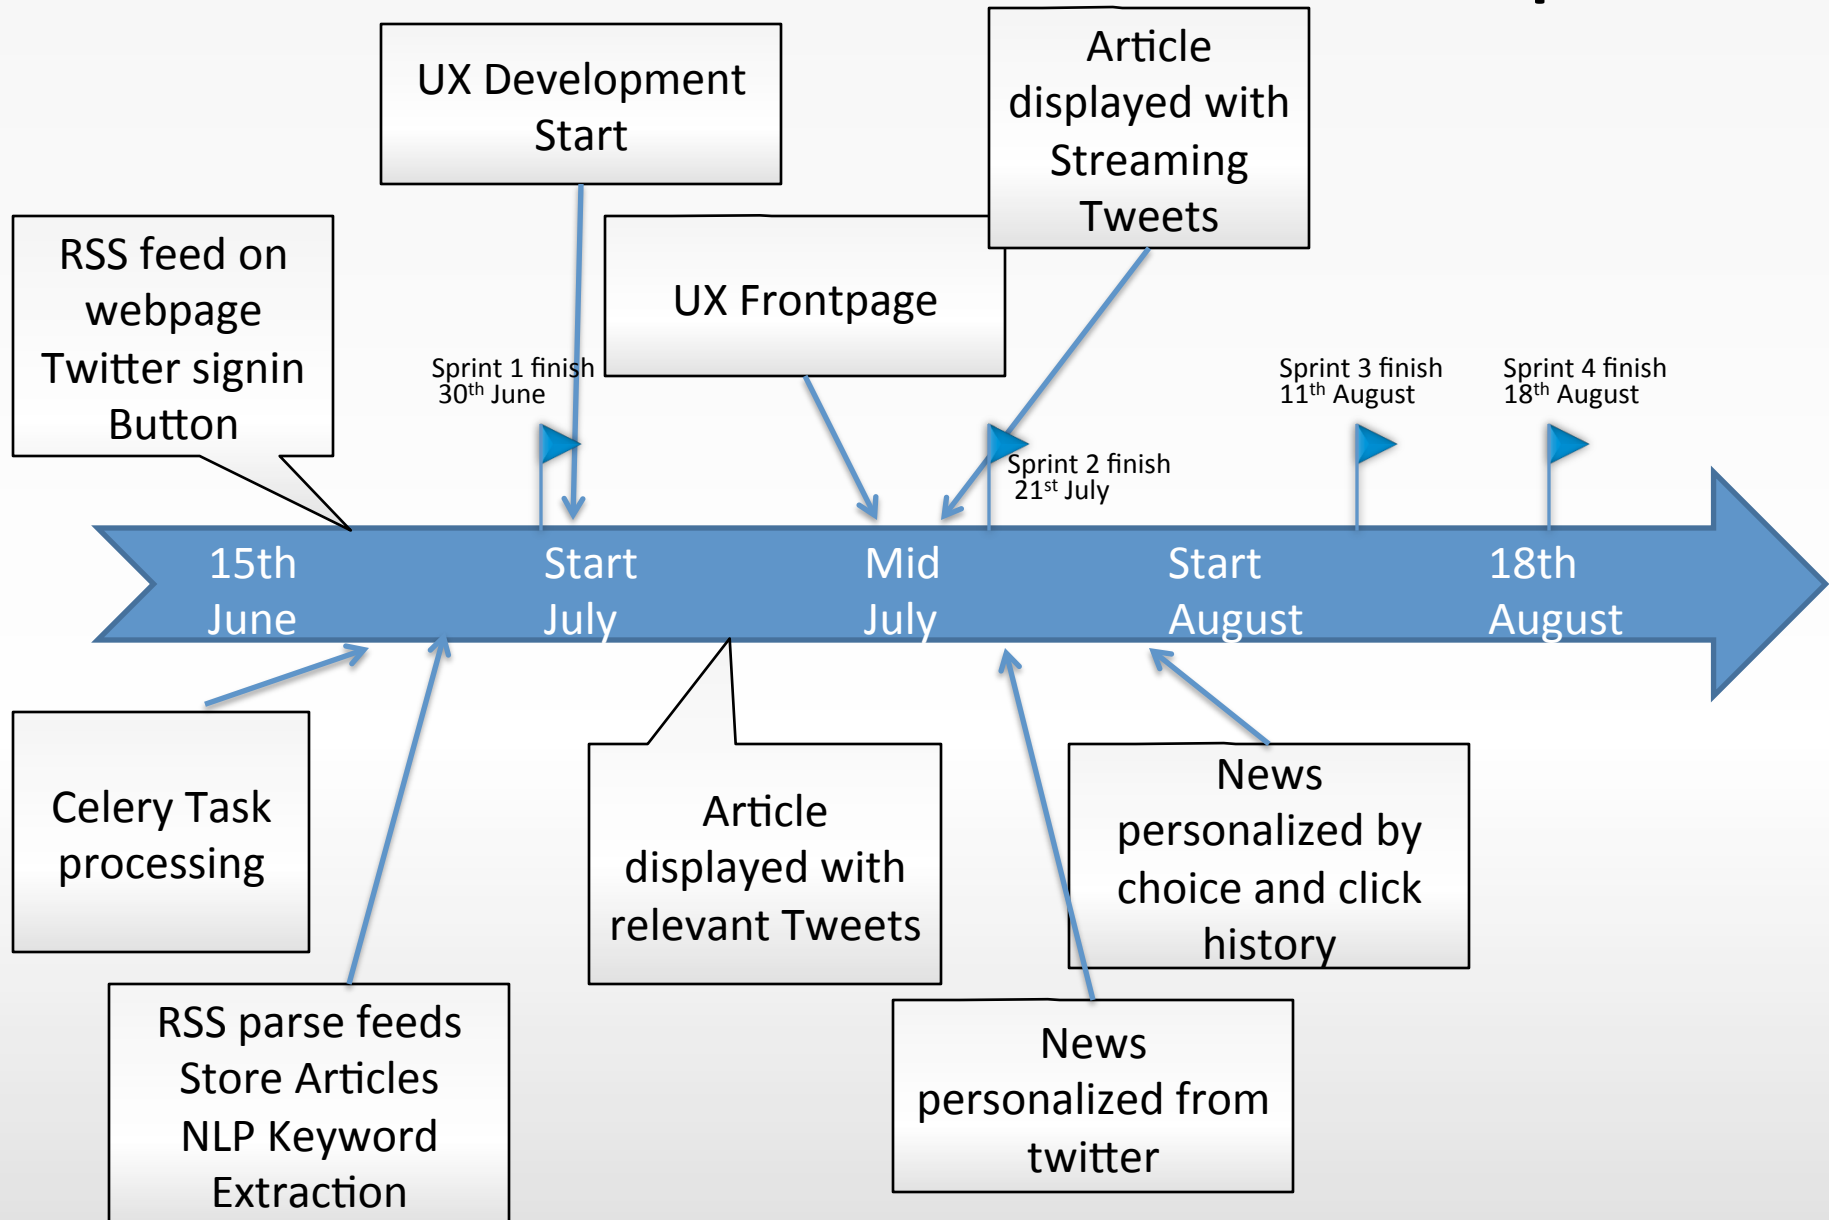 UX Development
Start
Article
displayed with
Streaming
Tweets
RSS feed on
webpage
Twitter signin
Button
UX Frontpage
Sprint 1 finish
30th June
Sprint 2 finish
21st July
Sprint 3 finish
11th August
Sprint 4 finish
18th August
15th
June
Start
July
Mid
July
Start
August
18th
August
Celery Task
processing
RSS parse feeds
Store Articles
NLP Keyword
Extraction
Article
displayed with
relevant Tweets
News
personalized by
choice and click
history
News
personalized from
twitter